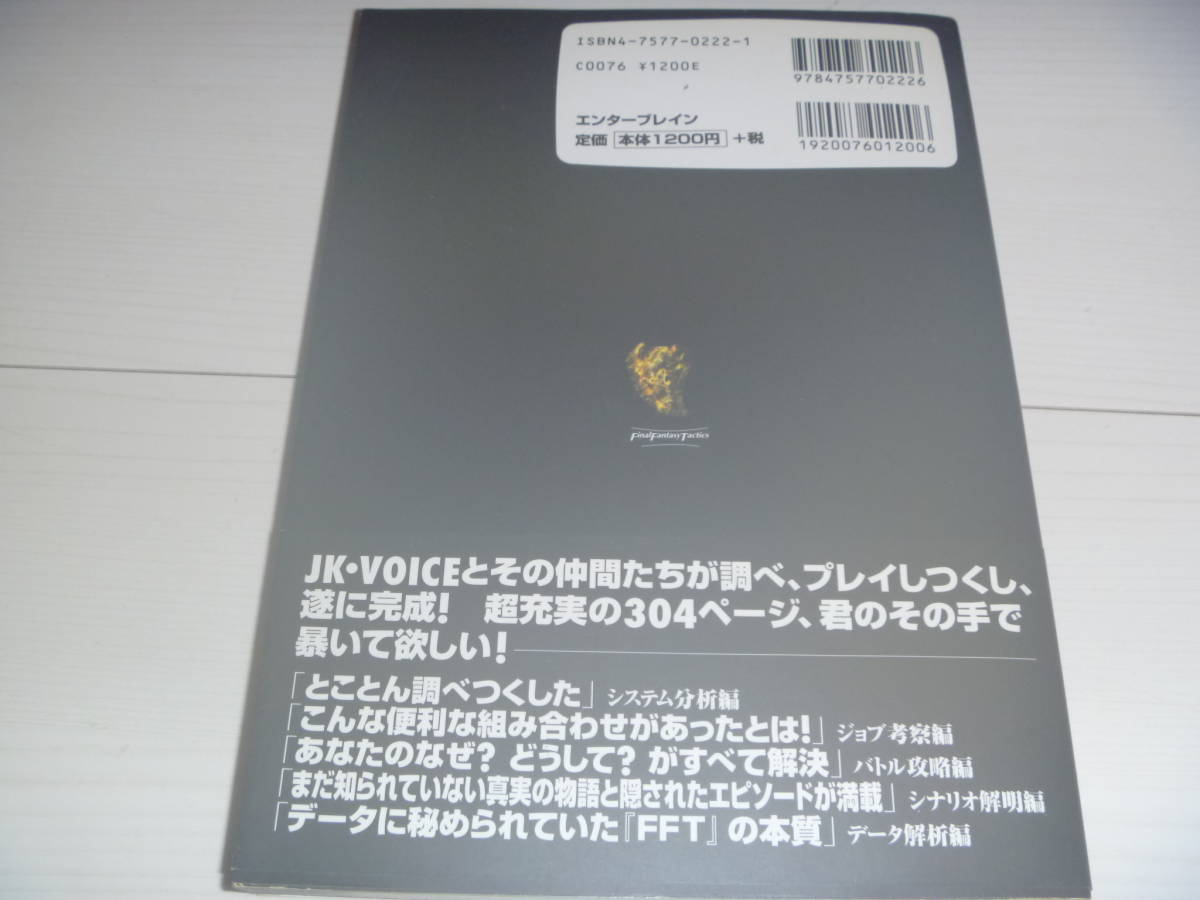 ISBN4-7577-0222-1
C0076 ¥1200E
9784757702226
エンターブレイン
定価 本体1200円 +税
1920076012006
FinalFantasyTactics
JK・VOICEとその仲間たちが調べ、プレイしつくし、
遂に完成! 超充実の304ページ、君のその手で
暴いて欲しい!
「とことん調べつくした」システム分析編
「こんな便利な組み合わせがあったとは!」ジョブ考察編
「あなたのなぜ? どうして? がすべて解決」バトル攻略編
「まだ知られていない真実の物語と隠されたエピソードが満載」シナリオ解明編
「データに秘められていた『FFT』の本質」データ解析編